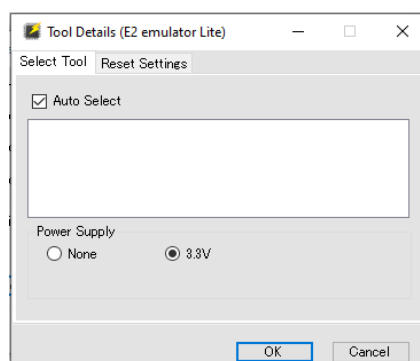 Tool Details (E2 emulator Lite)
Select Tool Reset Settings
Auto Select
Power Supply
None 3.3V
OK Cancel